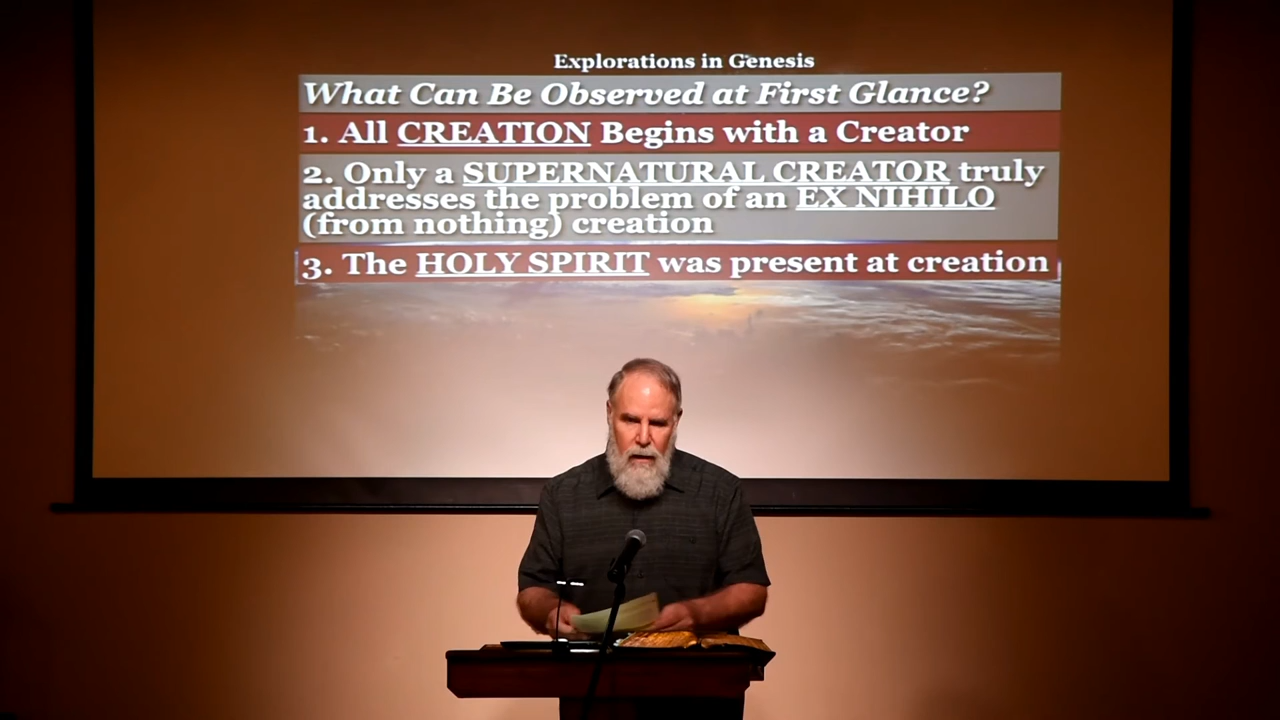 Explorations in Genesis
What Can Be Observed at First Glance?
1. All CREATION Begins with a Creator
2. Only a SUPERNATURAL CREATOR truly
addresses the problem of an EX NIHILO
(from nothing) creation
3. The HOLY SPIRIT was present at creation